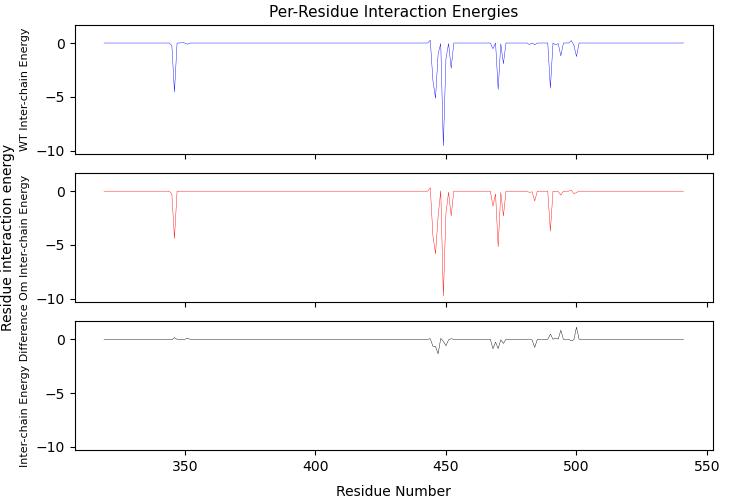 Per-Residue Interaction Energies
Residue interaction energy
WT Inter-chain Energy
0
−5
−10
Om Inter-chain Energy
0
−5
−10
Inter-chain Energy Difference
0
−5
−10
350
400
450
500
550
Residue Number